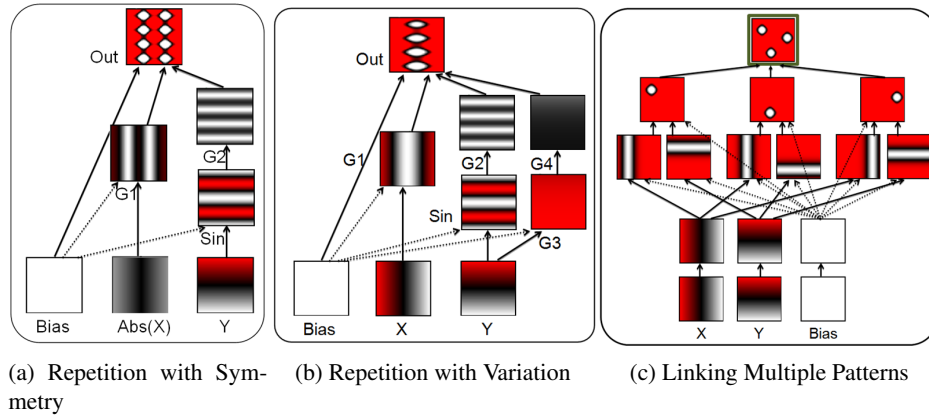 Out
G2
G1
Sin
Bias
Abs(X)
Y
Out
G1
G2
G4
Sin
G3
Bias
X
Y
X
Y
Bias
(a) Repetition with Sym-
metry
(b) Repetition with Variation
(c) Linking Multiple Patterns